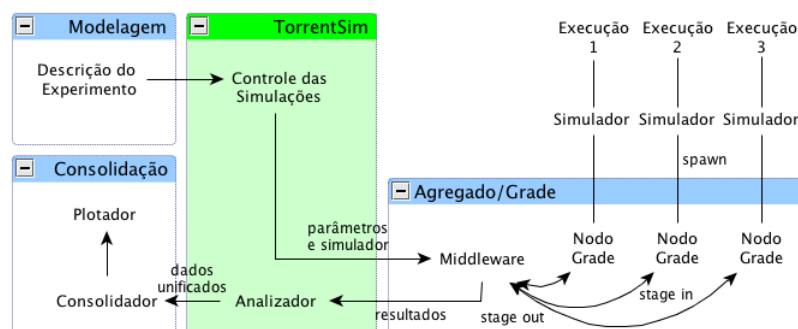 Modelagem
Descrição do
Experimento
TorrentSim
Controle das
Simulações
Execução
1
Execução
2
Execução
3
Simulador
Simulador
Simulador
spawn
Consolidação
Plotador
Consolidador
dados
unificados
Analizador
parâmetros
e simulador
resultados
Agregado/Grade
Middleware
Nodo
Grade
Nodo
Grade
Nodo
Grade
stage in
stage out